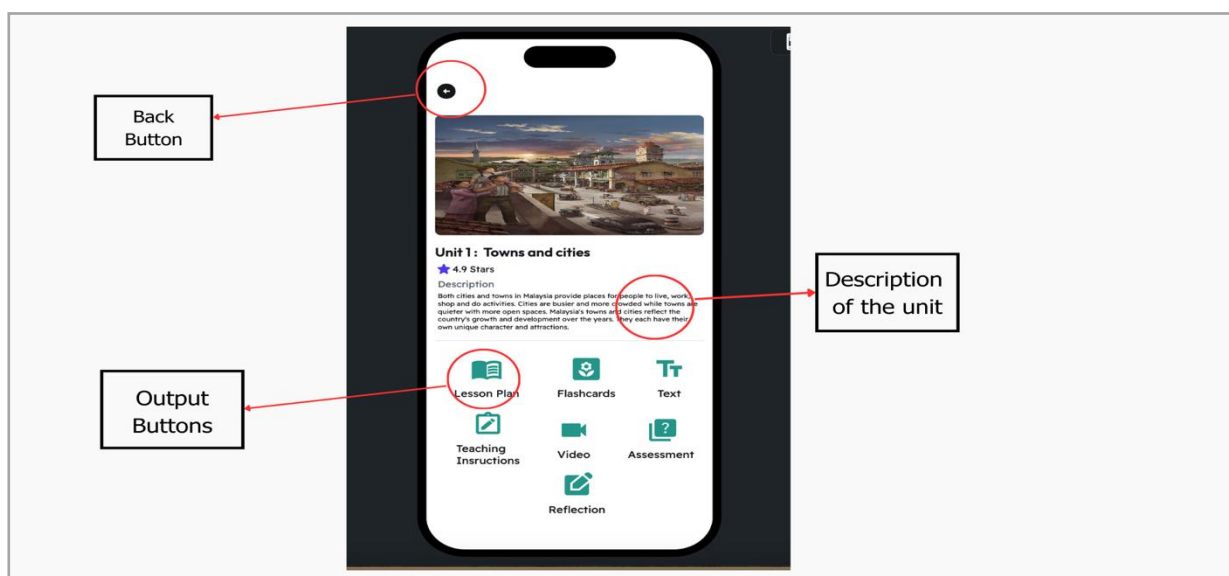 Back
Button
Unit 1 : Towns and cities
4.9 Stars
Description
Both cities and towns in Malaysia provide places for people to live, work,
shop and do activities. Cities are busier and more crowded while towns are
quieter with more open spaces. Malaysia's towns and cities reflect the
country's growth and development over the years. They each have their
own unique character and attractions.
Description
of the unit
Output
Buttons
Lesson Plan
Flashcards
Text
Teaching
Insructions
Video
Assessment
Reflection